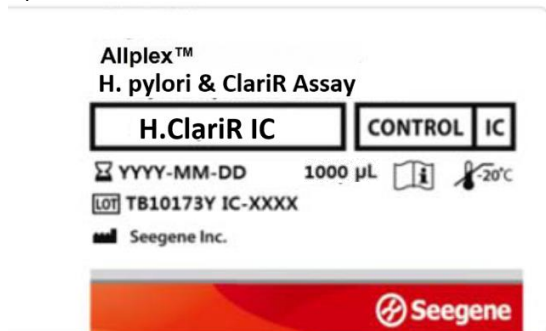 Allplex™
H. pylori & ClariR Assay
H.ClariR IC CONTROL IC
YYYY-MM-DD 1000 µL -20°C
LOT TB10173Y IC-XXXX
Seegene Inc.
Seegene